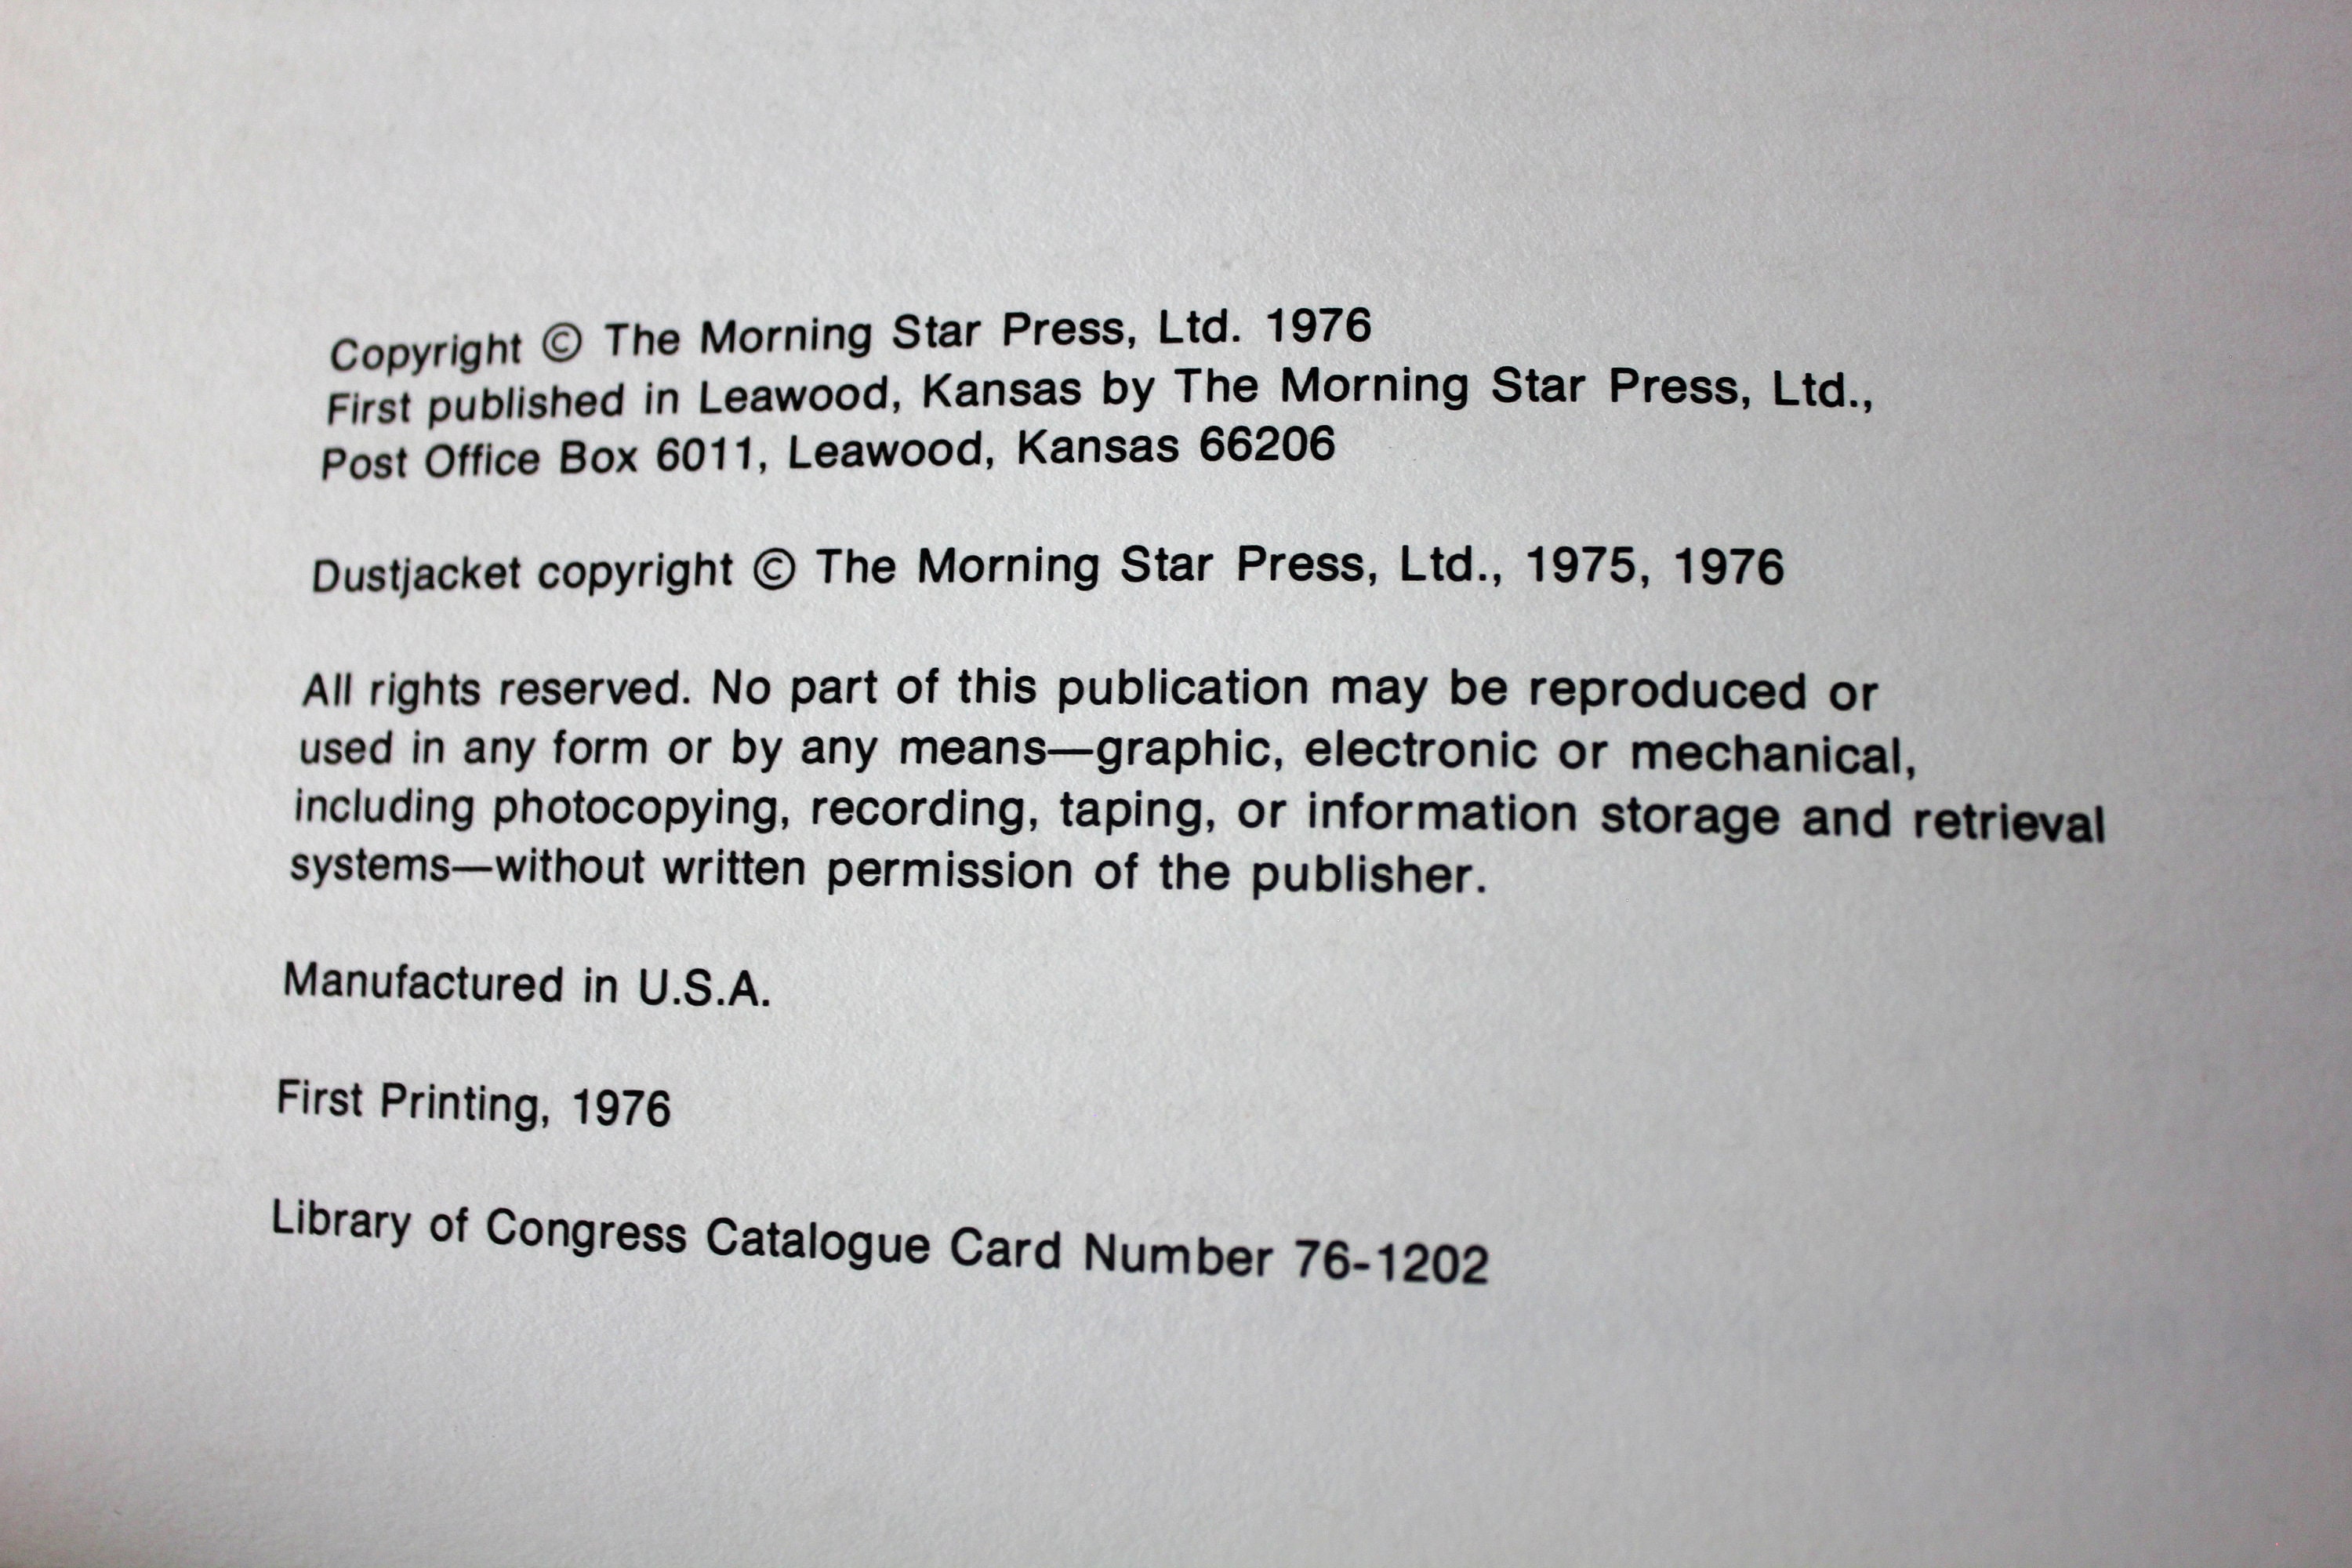 Copyright © The Morning Star Press, Ltd. 1976
First published in Leawood, Kansas by The Morning Star Press, Ltd.,
Post Office Box 6011, Leawood, Kansas 66206
Dustjacket copyright © The Morning Star Press, Ltd., 1975, 1976
All rights reserved. No part of this publication may be reproduced or
used in any form or by any means—graphic, electronic or mechanical,
including photocopying, recording, taping, or information storage and retrieval
systems—without written permission of the publisher.
Manufactured in U.S.A.
First Printing, 1976
Library of Congress Catalogue Card Number 76-1202